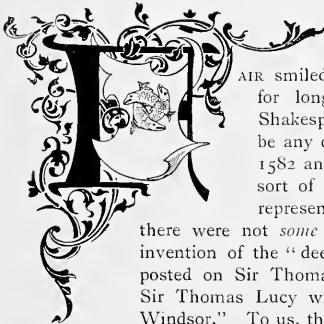 FAIR smiled
for long
Shakesp
be any c
1582 an
sort of
represen
there were not some
invention of the “ dee
posted on Sir Thoma
Sir Thomas Lucy w
Windsor.” To us, th